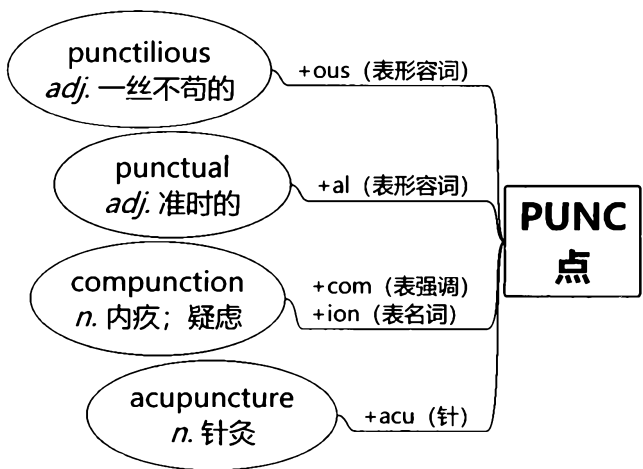 punctilious
adj. 一丝不苟的
+ous（表形容词）
punctual
adj. 准时的
+al（表形容词）
PUNC
点
compunction
n. 内疚；疑虑
+com（表强调）
+ion（表名词）
acupuncture
n. 针灸
+acu（针）